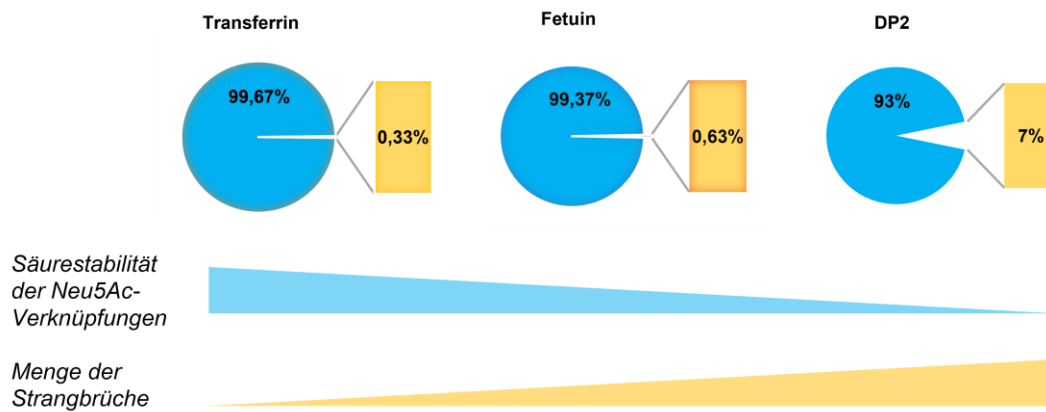 Transferrin
Fetuin
DP2
99,67%
0,33%
99,37%
0,63%
93%
7%
Säurestabilität
der Neu5Ac-
Verknüpfungen
Menge der
Strangbrüche